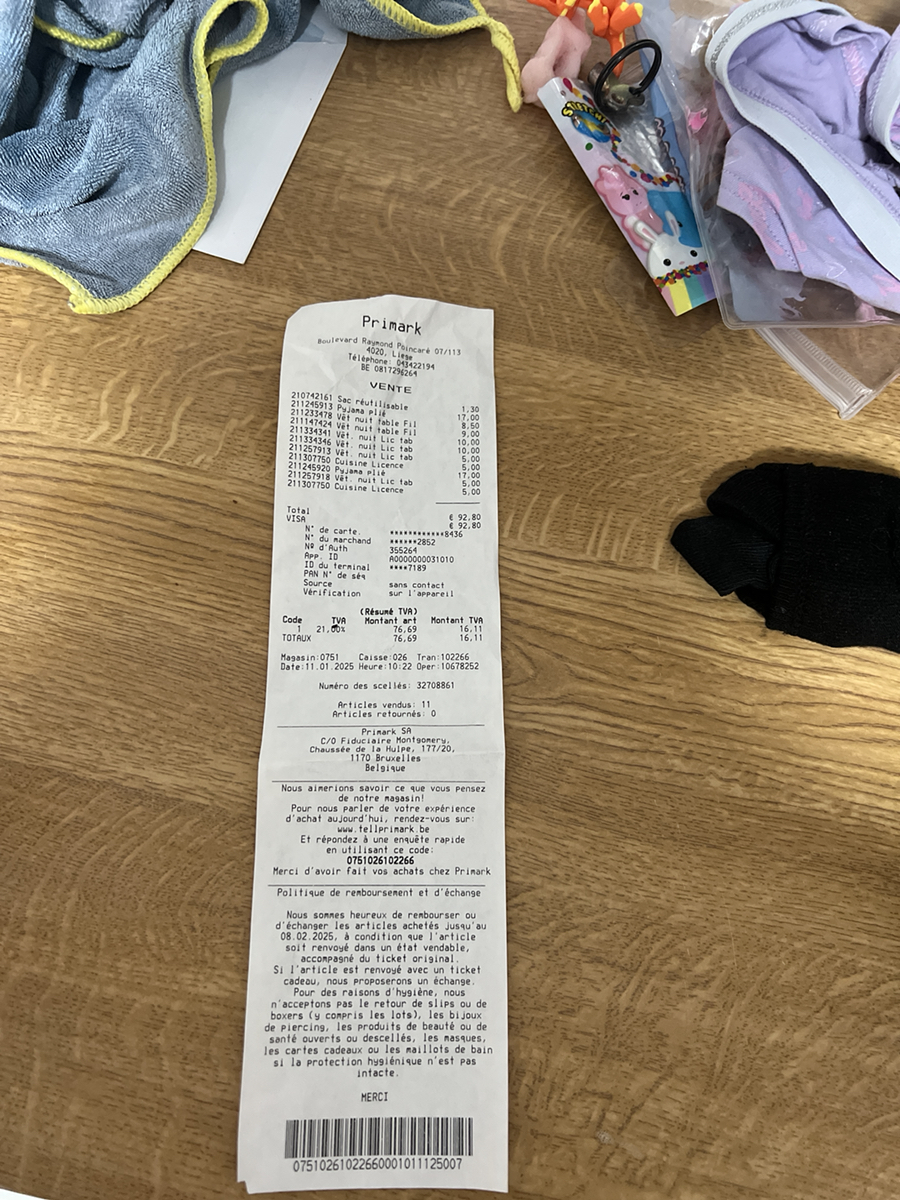 Primark
Boulevard Raymond Poincaré 07/113
4020, Liege
Téléphone: 043422194
BE 0817296264
VENTE
210742161 Sac réutilisable 1,30
211245913 Pyjama plié 17,00
211233478 Vêt nuit table Fil 8,50
211147424 Vêt nuit table Fil 9,00
211334341 Vêt. nuit Lic tab 10,00
211334346 Vêt. nuit Lic tab 10,00
211257913 Vêt. nuit Lic tab 5,00
211307750 Cuisine Licence 5,00
211245920 Pyjama plié 17,00
211257918 Vêt. nuit Lic tab 5,00
211307750 Cuisine Licence 5,00
Total € 92,80
VISA € 92,80
N° de carte. ************8436
N° du marchand ******2852
Nº d'Auth 355264
App. ID A0000000031010
ID du terminal ****7189
PAN N° de séq
Source sans contact
Vérification sur l'appareil
(Résumé TVA)
Code TVA Montant art Montant TVA
1 21,00% 76,69 16,11
TOTAUX 76,69 16,11
Magasin:0751 Caisse:026 Tran:102266
Date:11.01.2025 Heure:10:22 Oper:10678252
Numéro des scellés: 32708861
Articles vendus: 11
Articles retournés: 0
Primark SA
C/O Fiduciaire Montgomery,
Chaussée de la Hulpe, 177/20,
1170 Bruxelles
Belgique
Nous aimerions savoir ce que vous pensez
de notre magasin!
Pour nous parler de votre expérience
d'achat aujourd'hui, rendez-vous sur:
www.tellprimark.be
Et répondez à une enquête rapide
en utilisant ce code:
0751026102266
Merci d'avoir fait vos achats chez Primark
Politique de remboursement et d'échange
Nous sommes heureux de rembourser ou
d'échanger les articles achetés jusqu'au
08.02.2025, à condition que l'article
soit renvoyé dans un état vendable,
accompagné du ticket original.
Si l'article est renvoyé avec un ticket
cadeau, nous proposerons un échange.
Pour des raisons d'hygiène, nous
n'acceptons pas le retour de slips ou de
boxers (y compris les lots), les bijoux
de piercing, les produits de beauté ou de
santé ouverts ou descellés, les masques,
les cartes cadeaux ou les maillots de bain
si la protection hygiénique n'est pas
intacte.
MERCI
07510261022660001011125007